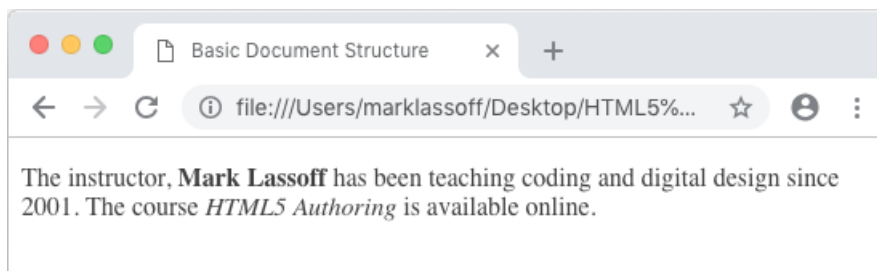 Basic Document Structure
file:///Users/marklassoff/Desktop/HTML5%...
The instructor, Mark Lassoff has been teaching coding and digital design since
2001. The course HTML5 Authoring is available online.